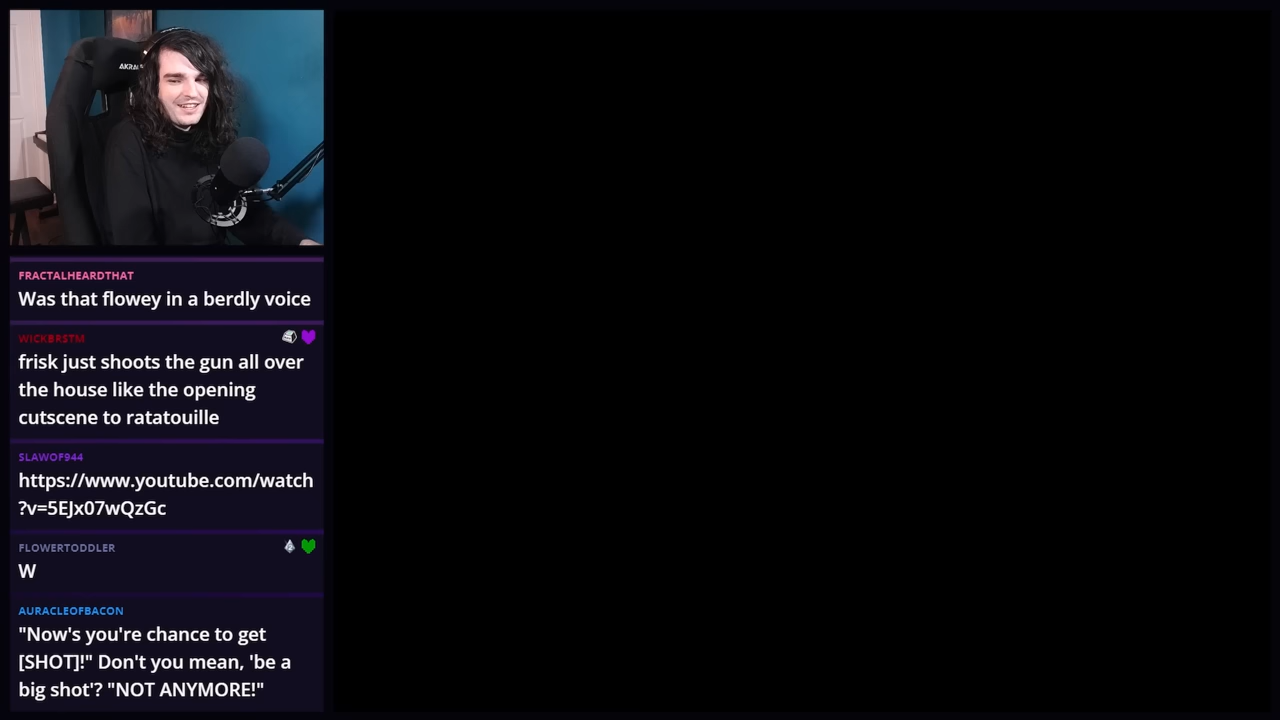 FRACTALHEARDTHAT
Was that flowey in a berdly voice
WICKBRSTM
frisk just shoots the gun all over
the house like the opening
cutscene to ratatouille
SLAWOF944
https://www.youtube.com/watch
?v=5EJx07wQzGc
FLOWERTODDLER
W
AURACLEOFBACON
"Now's you're chance to get
[SHOT]!" Don't you mean, 'be a
big shot'? "NOT ANYMORE!"